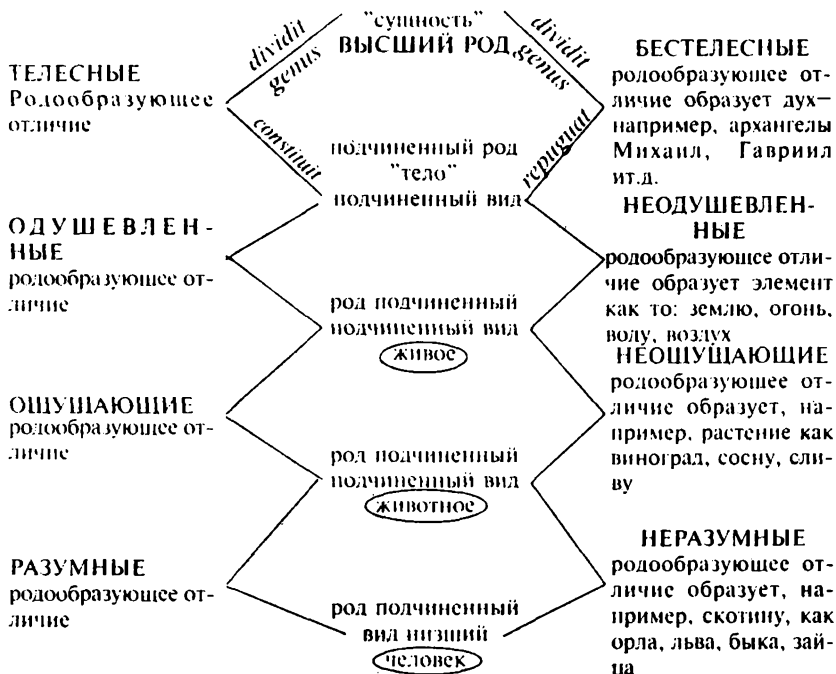 "сущность"
ВЫСШИЙ РОД
dividit
genus
dividit
genus
ТЕЛЕСНЫЕ
Родообразующее
отличие
БЕСТЕЛЕСНЫЕ
родообразующее от-
личие образует дух—
например, архангелы
Михаил, Гавриил
ит.д.
constituit
repuguat
подчиненный род
"тело"
подчиненный вид
ОДУШЕВЛЕН-
НЫЕ
родообразующее от-
личие
НЕОДУШЕВЛЕН-
НЫЕ
родообразующее отли-
чие образует элемент
как то: землю, огонь,
воду, воздух
род подчиненный
подчиненный вид
живое
ОЩУЩАЮЩИЕ
родообразующее от-
личие
НЕОЩУЩАЮЩИЕ
родообразующее от-
личие образует, на-
пример, растение как
виноград, сосну, сли-
ву
род подчиненный
подчиненный вид
животное
РАЗУМНЫЕ
родообразующее от-
личие
НЕРАЗУМНЫЕ
родообразующее от-
личие образует, на-
пример, скотину, как
орла, льва, быка, зай-
ца
род подчиненный
вид низший
человек